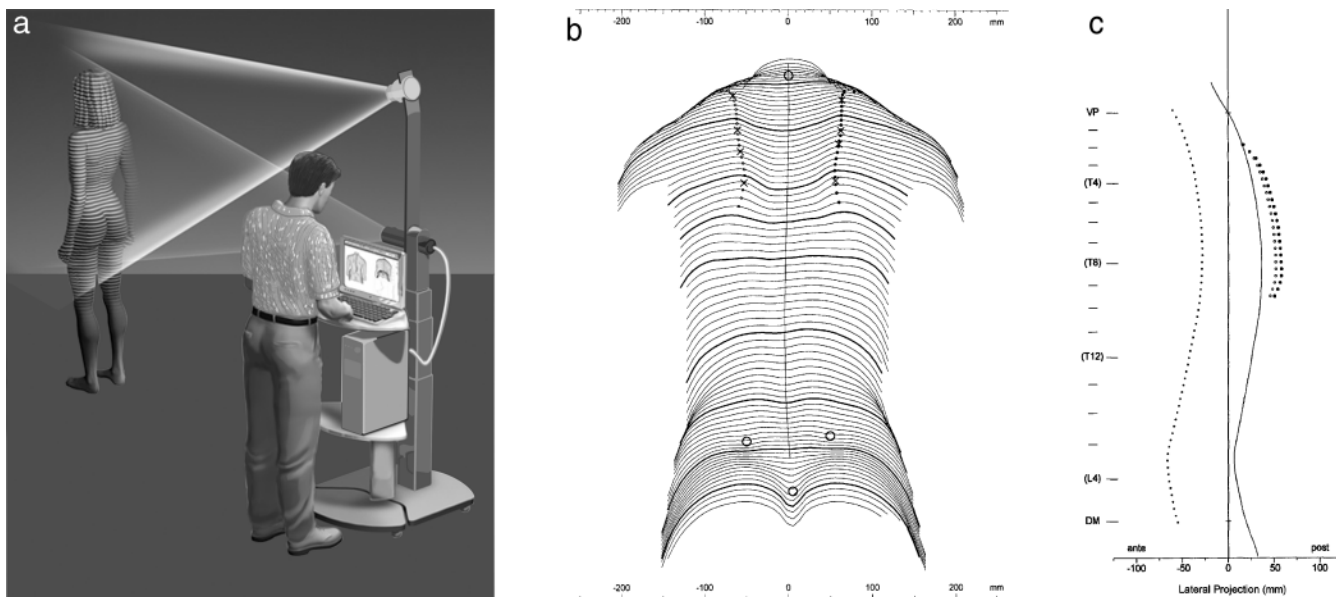 a
b
-200 -100 0 100 200 mm
-200 -100 0 100 200 mm
c
VP
(T4)
(T8)
(T12)
(L4)
DM
ante post
-100 -50 0 50 100
Lateral Projection (mm)